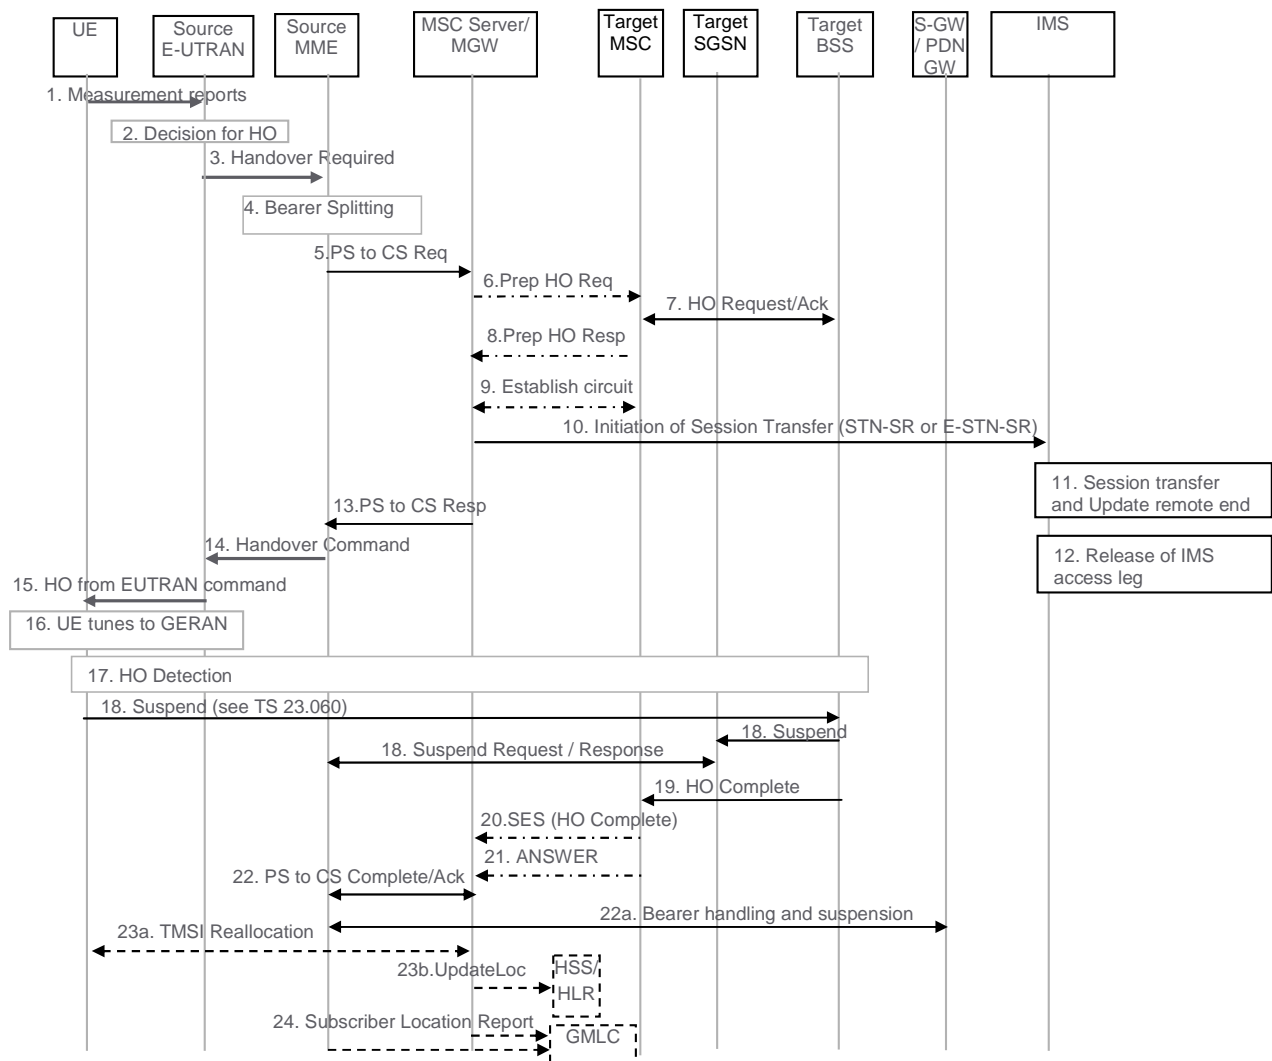 UE
Source
E-UTRAN
Source
MME
MSC Server/
MGW
Target
MSC
Target
SGSN
Target
BSS
S-GW
/ PDN
GW
IMS
1. Measurement reports
2. Decision for HO
3. Handover Required
4. Bearer Splitting
5.PS to CS Req
6.Prep HO Req
7. HO Request/Ack
8.Prep HO Resp
9. Establish circuit
10. Initiation of Session Transfer (STN-SR or E-STN-SR)
11. Session transfer
and Update remote end
13.PS to CS Resp
14. Handover Command
12. Release of IMS
access leg
15. HO from EUTRAN command
16. UE tunes to GERAN
17. HO Detection
18. Suspend (see TS 23.060)
18. Suspend
18. Suspend Request / Response
19. HO Complete
20.SES (HO Complete)
21. ANSWER
22. PS to CS Complete/Ack
22a. Bearer handling and suspension
23a. TMSI Reallocation
23b.UpdateLoc
HSS/
HLR
24. Subscriber Location Report
GMLC